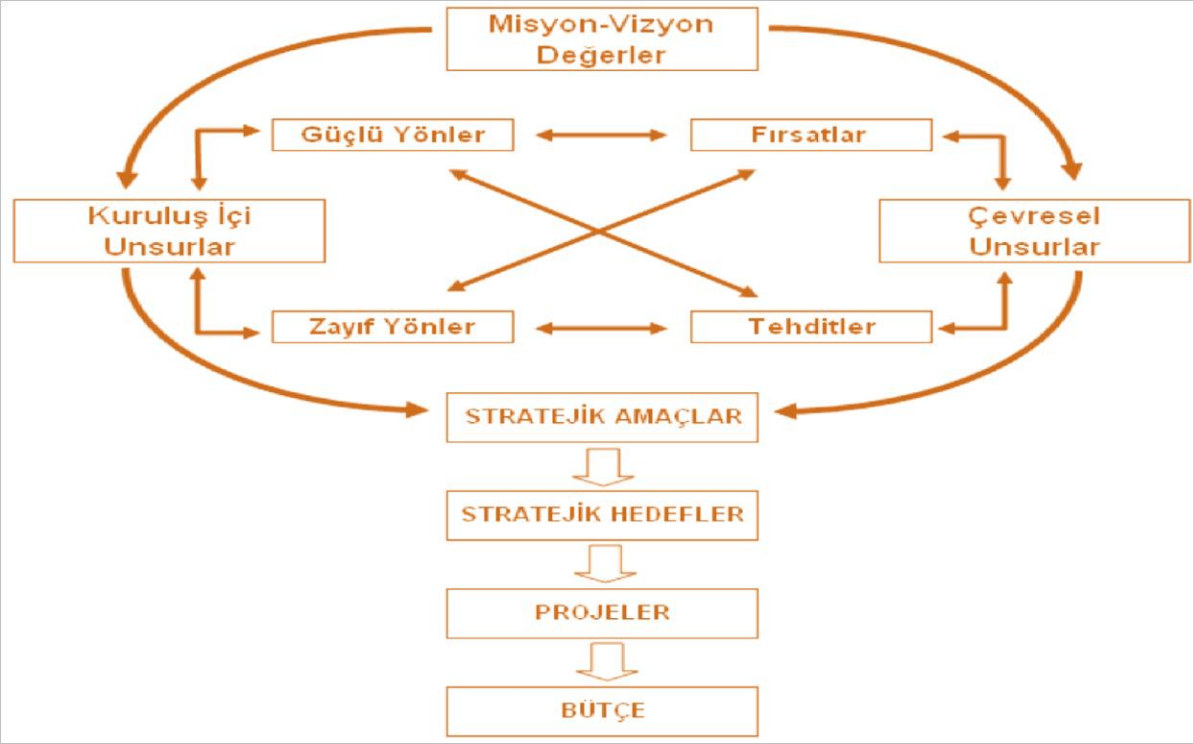 Misyon-Vizyon
Değerler
Güçlü Yönler
Fırsatlar
Kuruluş İçi
Unsurlar
Çevresel
Unsurlar
Zayıf Yönler
Tehditler
STRATEJİK AMAÇLAR
STRATEJİK HEDEFLER
PROJELER
BÜTÇE